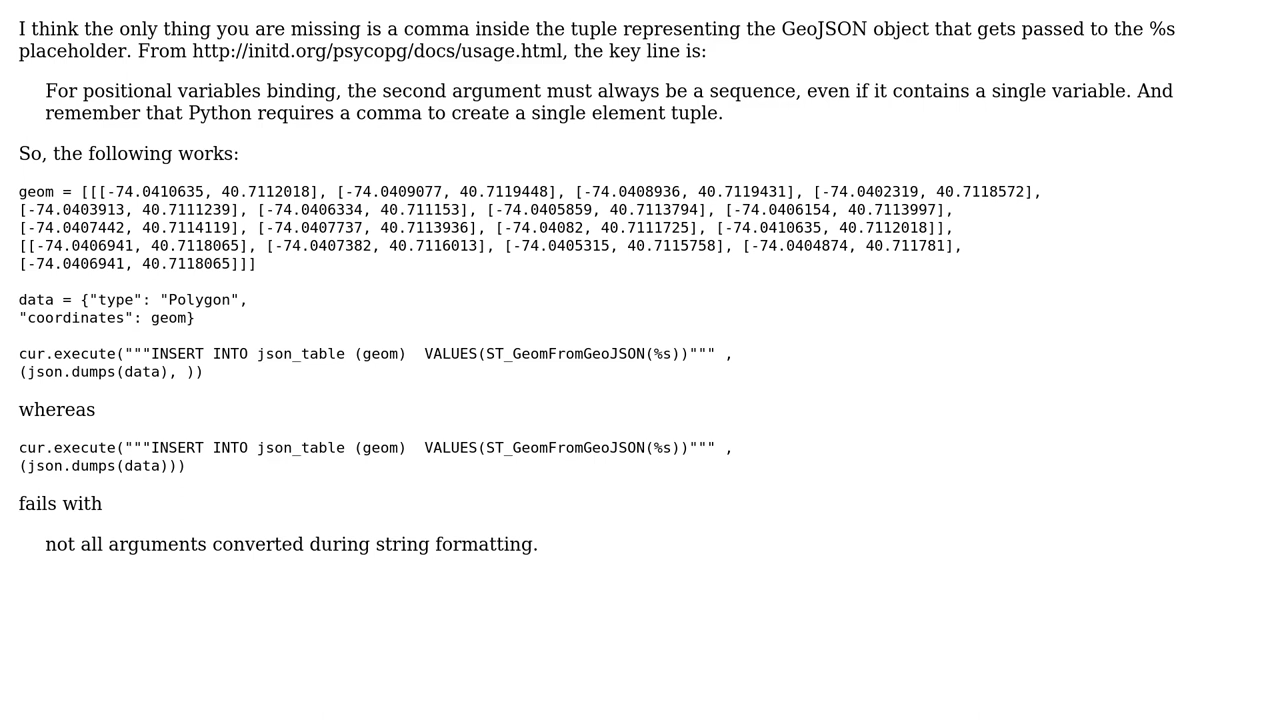 I think the only thing you are missing is a comma inside the tuple representing the GeoJSON object that gets passed to the %s
placeholder. From http://initd.org/psycopg/docs/usage.html, the key line is:
For positional variables binding, the second argument must always be a sequence, even if it contains a single variable. And
remember that Python requires a comma to create a single element tuple.
So, the following works:
geom = [[[-74.0410635, 40.7112018], [-74.0409077, 40.7119448], [-74.0408936, 40.7119431], [-74.0402319, 40.7118572],
[-74.0403913, 40.7111239], [-74.0406334, 40.711153], [-74.0405859, 40.7113794], [-74.0406154, 40.7113997],
[-74.0407442, 40.7114119], [-74.0407737, 40.7113936], [-74.04082, 40.7111725], [-74.0410635, 40.7112018]],
[[-74.0406941, 40.7118065], [-74.0407382, 40.7116013], [-74.0405315, 40.7115758], [-74.0404874, 40.711781],
[-74.0406941, 40.7118065]]]
data = {"type": "Polygon",
"coordinates": geom}
cur.execute("""INSERT INTO json_table (geom)  VALUES(ST_GeomFromGeoJSON(%s))""" ,
(json.dumps(data), ))
whereas
cur.execute("""INSERT INTO json_table (geom)  VALUES(ST_GeomFromGeoJSON(%s))""" ,
(json.dumps(data)))
fails with
not all arguments converted during string formatting.